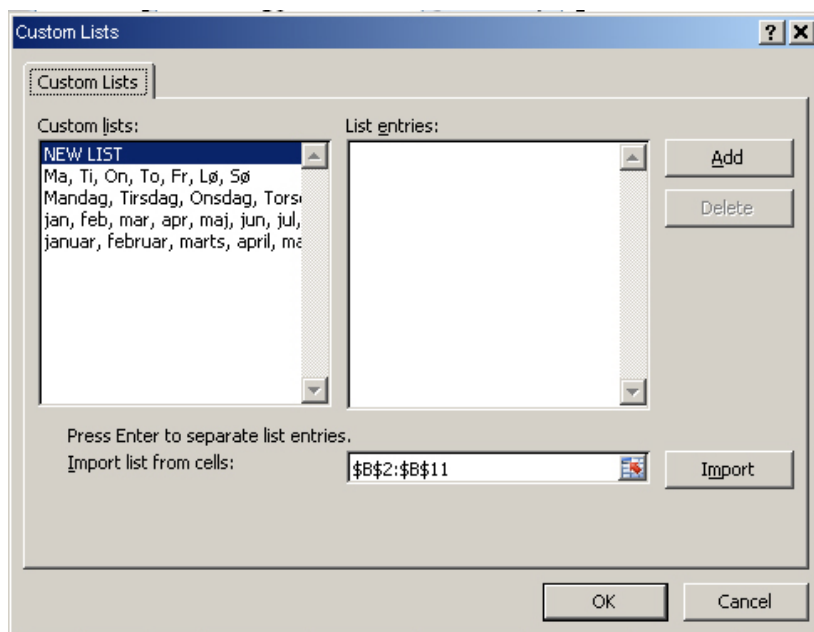 Custom Lists
Custom Lists
Custom lists:
List entries:
NEW LIST
Ma, Ti, On, To, Fr, Lø, Sø
Mandag, Tirsdag, Onsdag,
jan, feb, mar, apr, maj, jun, jul,
januar, februar, marts, april,
Add
Delete
Press Enter to separate list entries.
Import list from cells:
$B$2:$B$11
Import
OK
Cancel